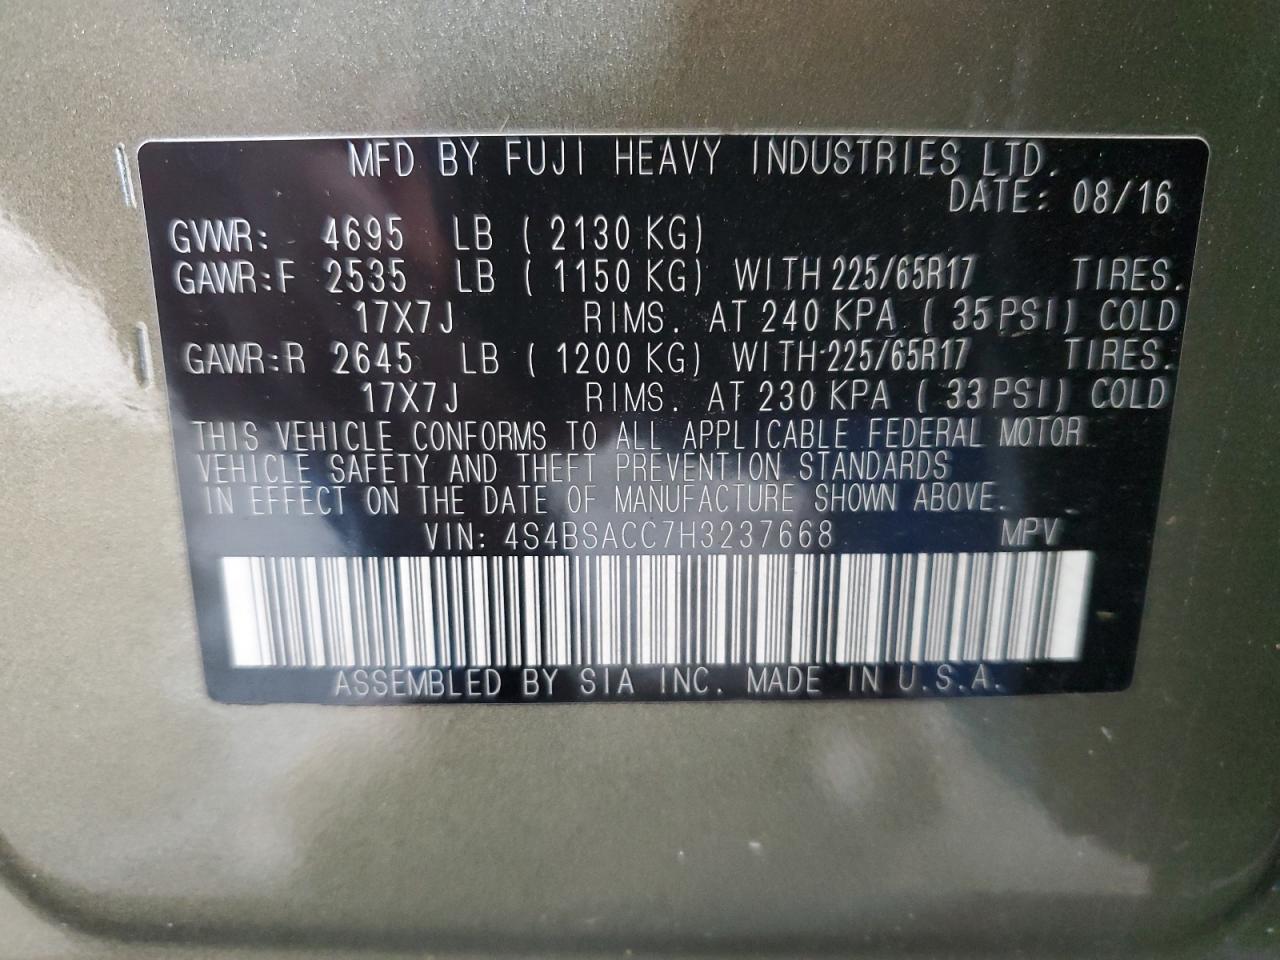 MFD BY FUJI HEAVY INDUSTRIES LTD.
DATE: 08/16
GVWR: 4695 LB ( 2130 KG)
GAWR:F 2535 LB ( 1150 KG) WITH 225/65R17 TIRES.
17X7J RIMS. AT 240 KPA ( 35 PSI) COLD
GAWR:R 2645 LB ( 1200 KG) WITH 225/65R17 TIRES.
17X7J RIMS. AT 230 KPA ( 33 PSI) COLD
THIS VEHICLE CONFORMS TO ALL APPLICABLE FEDERAL MOTOR
VEHICLE SAFETY AND THEFT PREVENTION STANDARDS
IN EFFECT ON THE DATE OF MANUFACTURE SHOWN ABOVE.
VIN: 4S4BSACC7H3237668 MPV
ASSEMBLED BY SIA INC. MADE IN U.S.A.